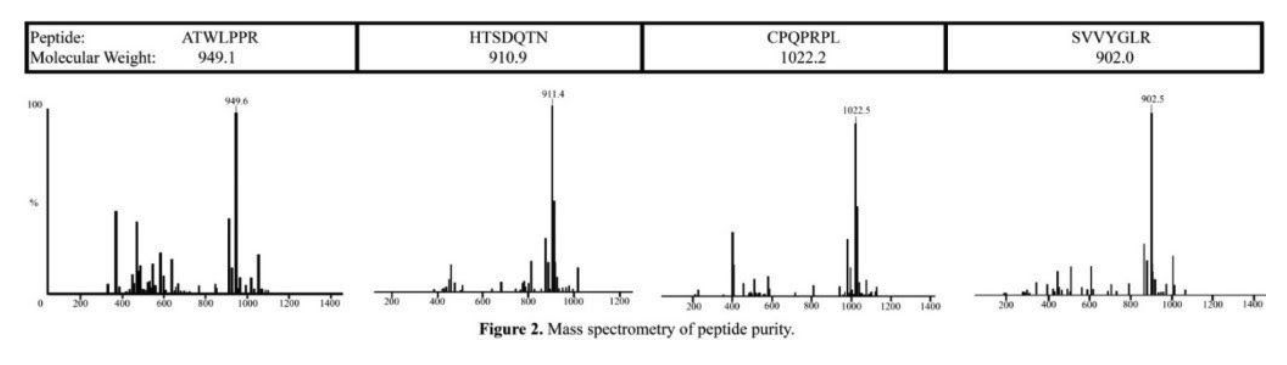 Peptide: ATWLPPR HTSDQTN CPQPRPL SVVYGLR
Molecular Weight: 949.1 910.9 1022.2 902.0
949.6 911.4 1022.5 902.5
100
%
0 200 400 600 800 1000 1200 1400 200 400 600 800 1000 1200 200 400 600 800 1000 1200 1400 200 400 600 800 1000 1200 1400
Figure 2. Mass spectrometry of peptide purity.